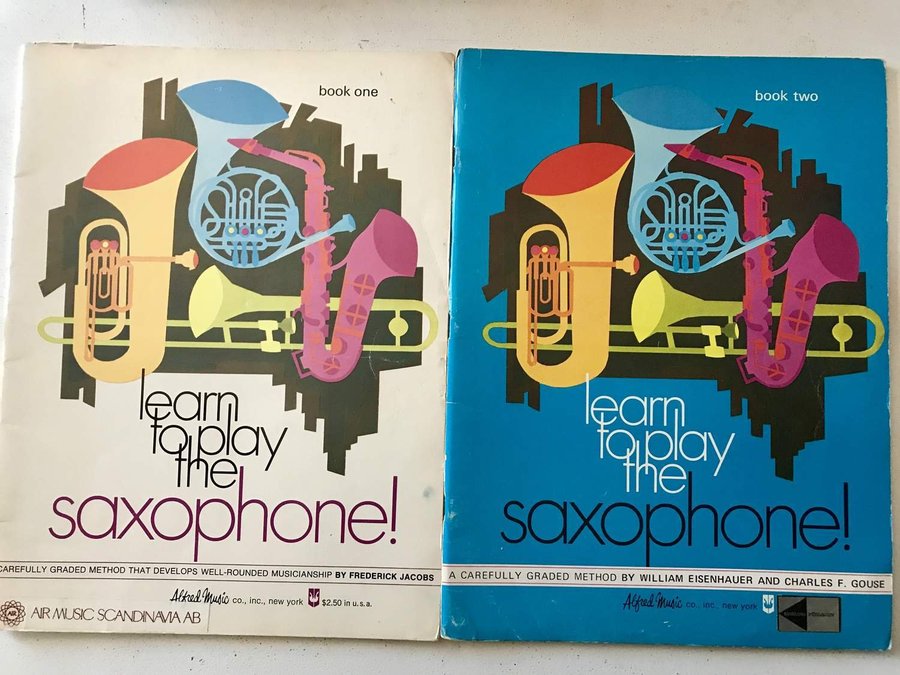 book one
learn
to play
the
saxophone!
CAREFULLY GRADED METHOD THAT DEVELOPS WELL-ROUNDED MUSICIANSHIP BY FREDERICK JACOBS
Alfred Music co., inc., new york $2.50 in u.s.a.
AIR AIR MUSIC SCANDINAVIA AB
book two
learn
to play
the
saxophone!
A CAREFULLY GRADED METHOD BY WILLIAM EISENHAUER AND CHARLES F. GOUSE
Alfred Music co., inc., new york